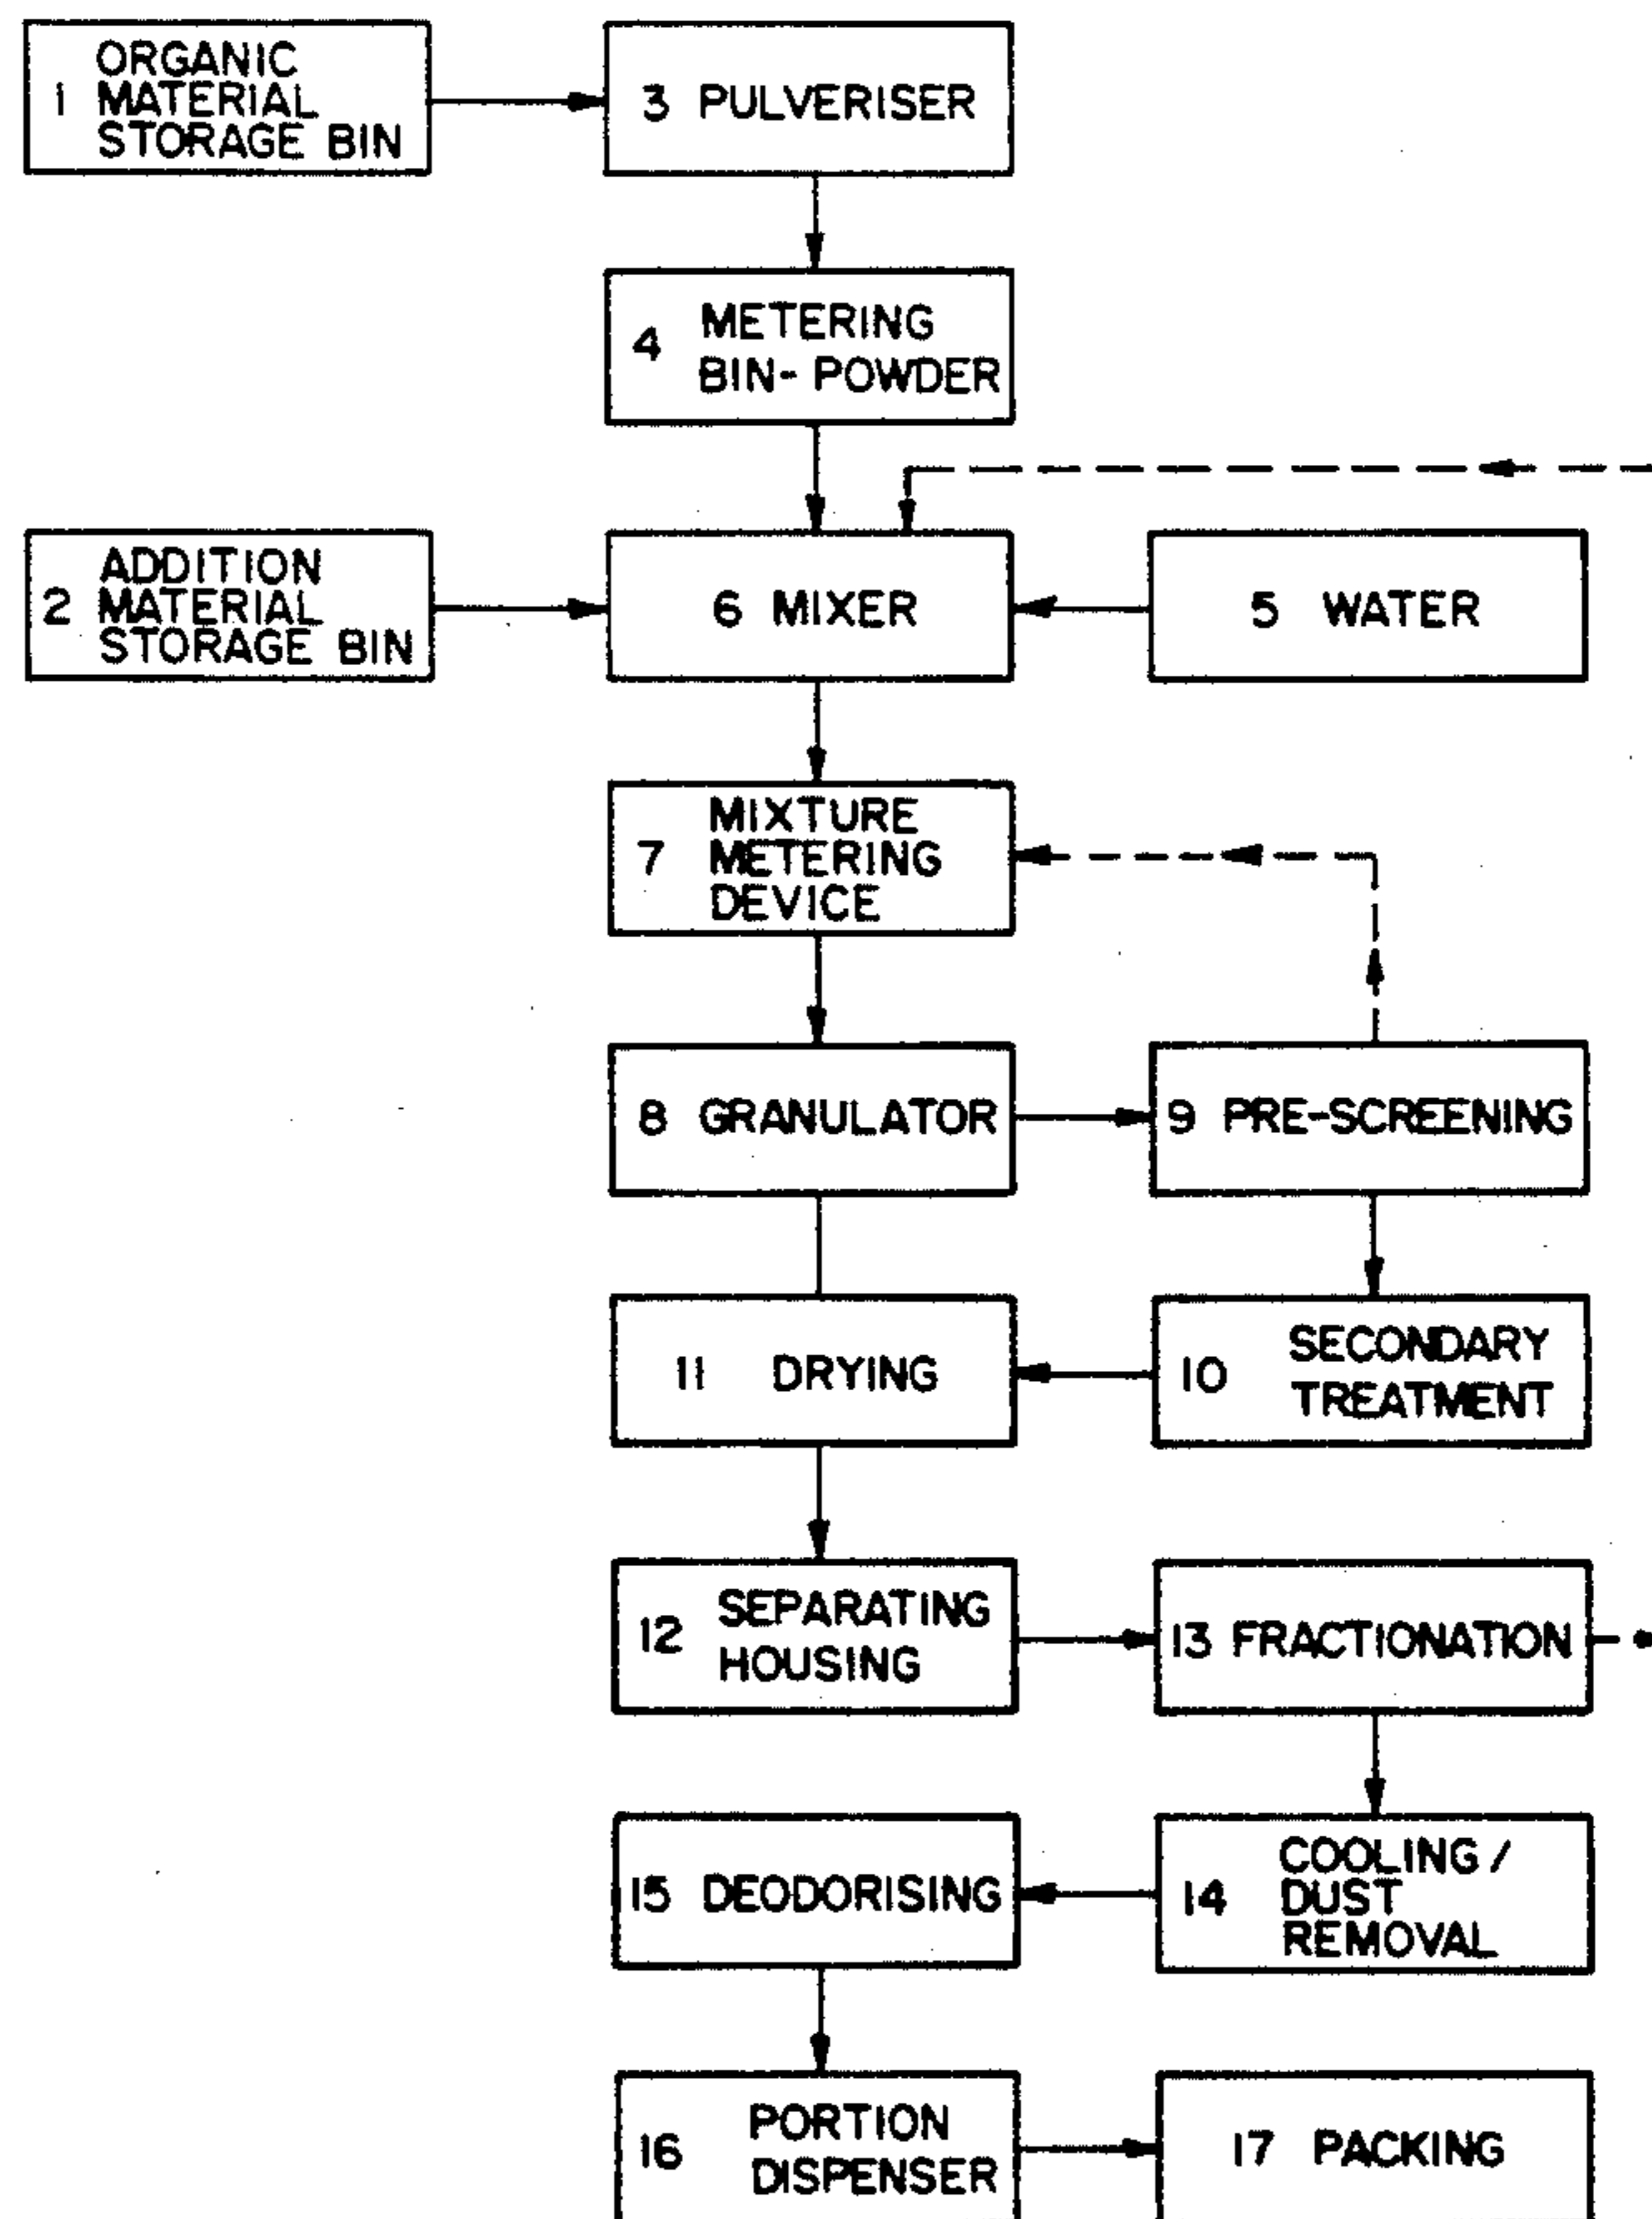 1 ORGANIC
MATERIAL
STORAGE BIN
3 PULVERISER
4 METERING
BIN- POWDER
2 ADDITION
MATERIAL
STORAGE BIN
6 MIXER
5 WATER
7 MIXTURE
METERING
DEVICE
8 GRANULATOR
9 PRE-SCREENING
11 DRYING
10 SECONDARY
TREATMENT
12 SEPARATING
HOUSING
13 FRACTIONATION
15 DEODORISING
14 COOLING /
DUST
REMOVAL
16 PORTION
DISPENSER
17 PACKING